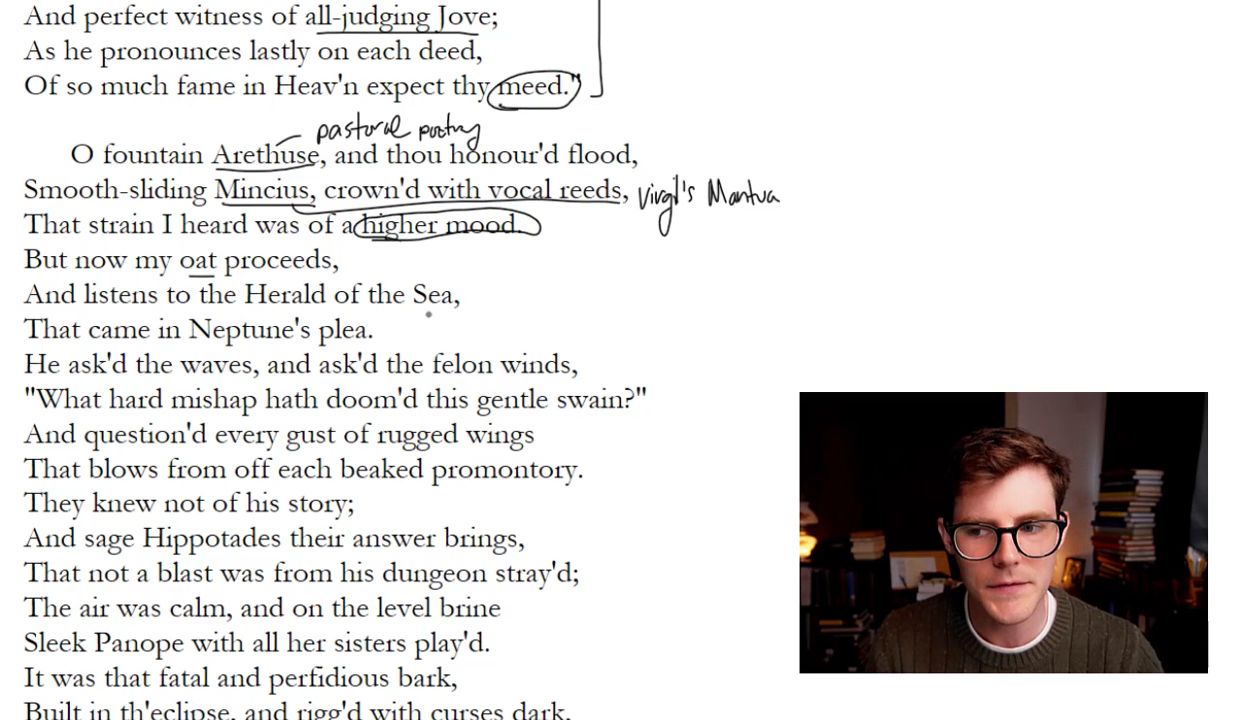 And perfect witness of all-judging Jove;
As he pronounces lastly on each deed,
Of so much fame in Heav'n expect thy meed."
pastoral poetry
O fountain Arethuse, and thou honour'd flood,
Smooth-sliding Mincius, crown'd with vocal reeds, Virgil's Mantua
That strain I heard was of a higher mood.
But now my oat proceeds,
And listens to the Herald of the Sea,
That came in Neptune's plea.
He ask'd the waves, and ask'd the felon winds,
"What hard mishap hath doom'd this gentle swain?"
And question'd every gust of rugged wings
That blows from off each beaked promontory.
They knew not of his story;
And sage Hippotades their answer brings,
That not a blast was from his dungeon stray'd;
The air was calm, and on the level brine
Sleek Panope with all her sisters play'd.
It was that fatal and perfidious bark,
Built in th'eclipse, and rigg'd with curses dark,